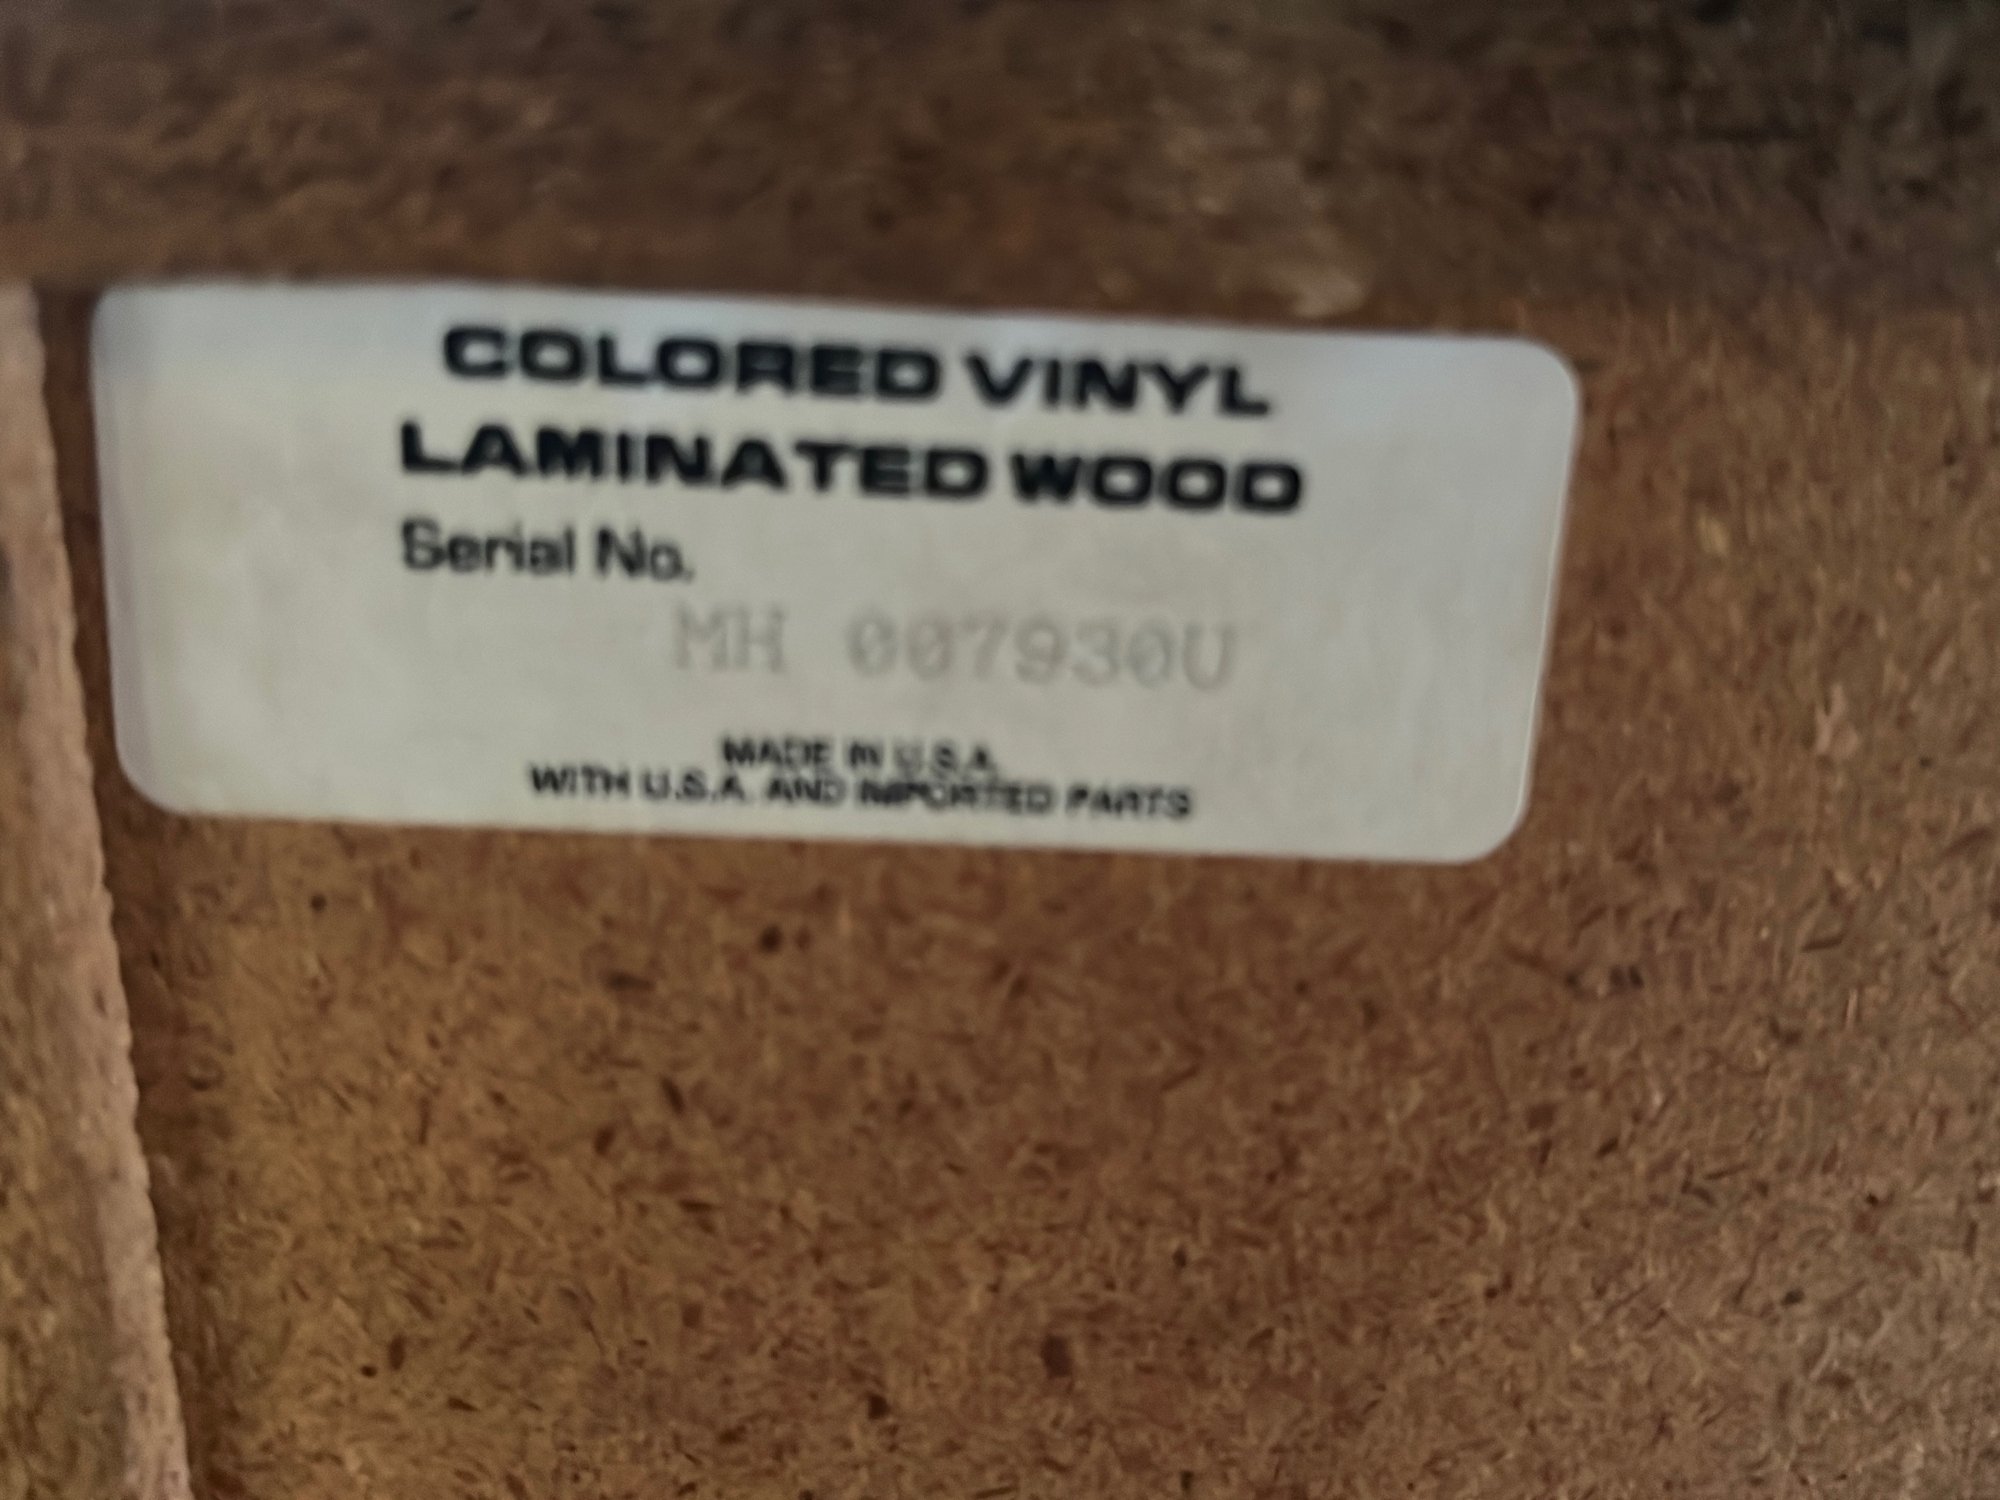 COLORED VINYL
LAMINATED WOOD
Serial No.
MH 007930U
MADE IN U.S.A.
WITH U.S.A. AND IMPORTED PARTS